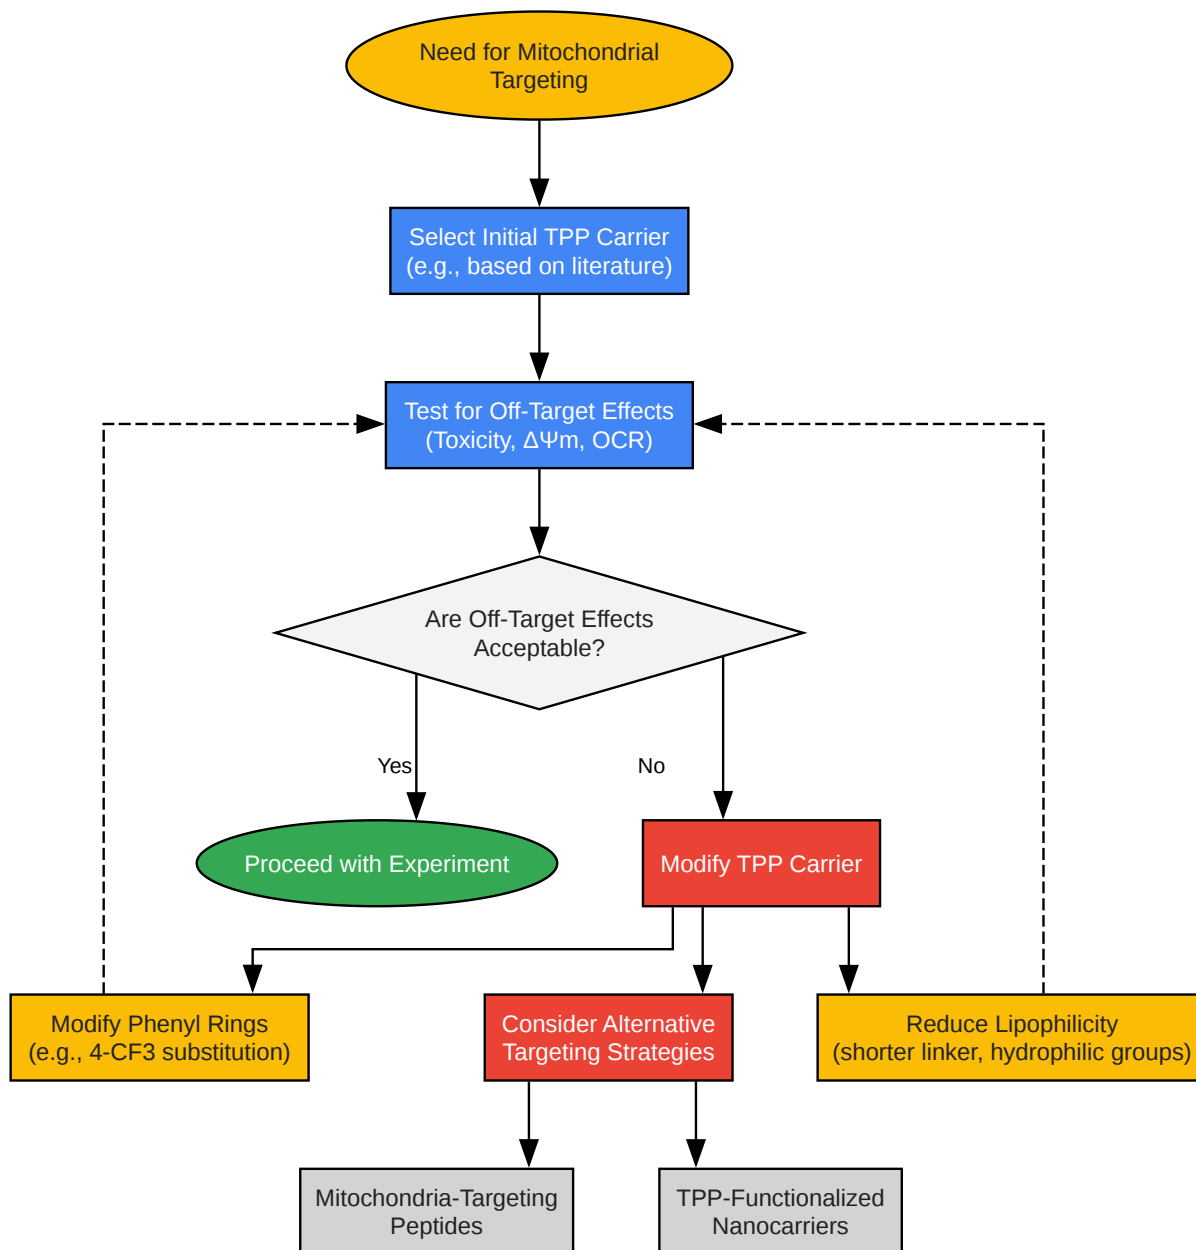 Need for Mitochondrial
Targeting
Select Initial TPP Carrier
(e.g., based on literature)
Test for Off-Target Effects
(Toxicity, ΔΨm, OCR)
Are Off-Target Effects
Acceptable?
Yes
No
Proceed with Experiment
Modify TPP Carrier
Modify Phenyl Rings
(e.g., 4-CF3 substitution)
Consider Alternative
Targeting Strategies
Reduce Lipophilicity
(shorter linker, hydrophilic groups)
Mitochondria-Targeting
Peptides
TPP-Functionalized
Nanocarriers